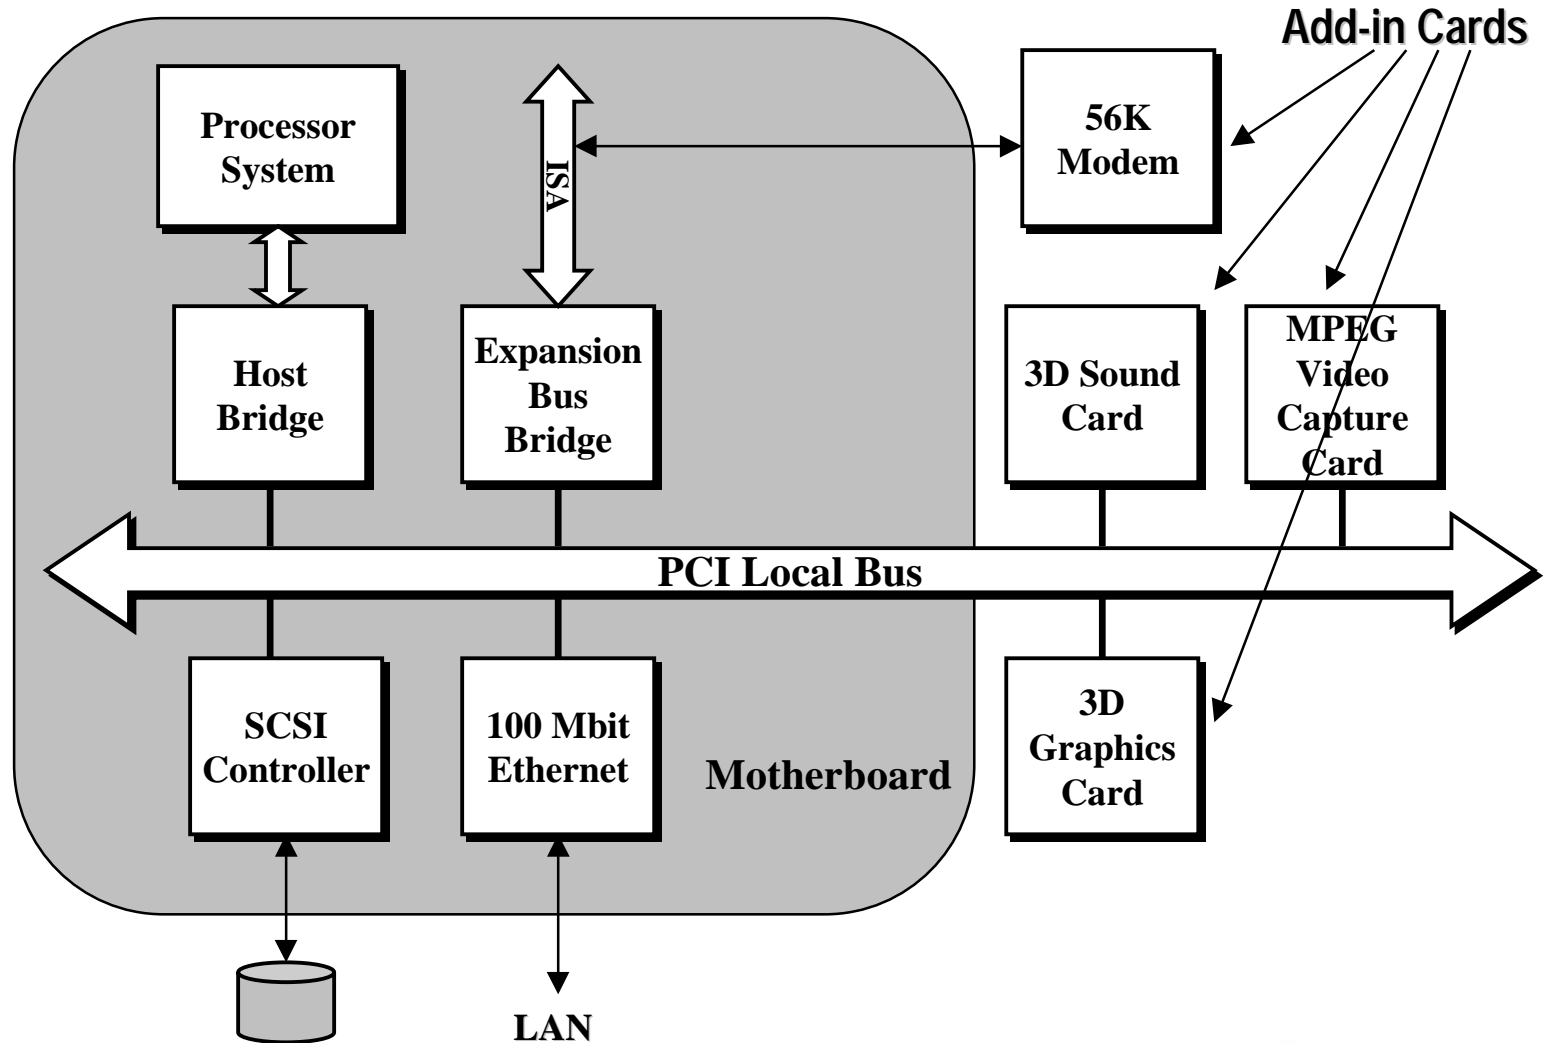 Add-in Cards
Processor
System
ISA
56K
Modem
Host
Bridge
Expansion
Bus
Bridge
3D Sound
Card
MPEG
Video
Capture
Card
PCI Local Bus
SCSI
Controller
100 Mbit
Ethernet
Motherboard
3D
Graphics
Card
LAN